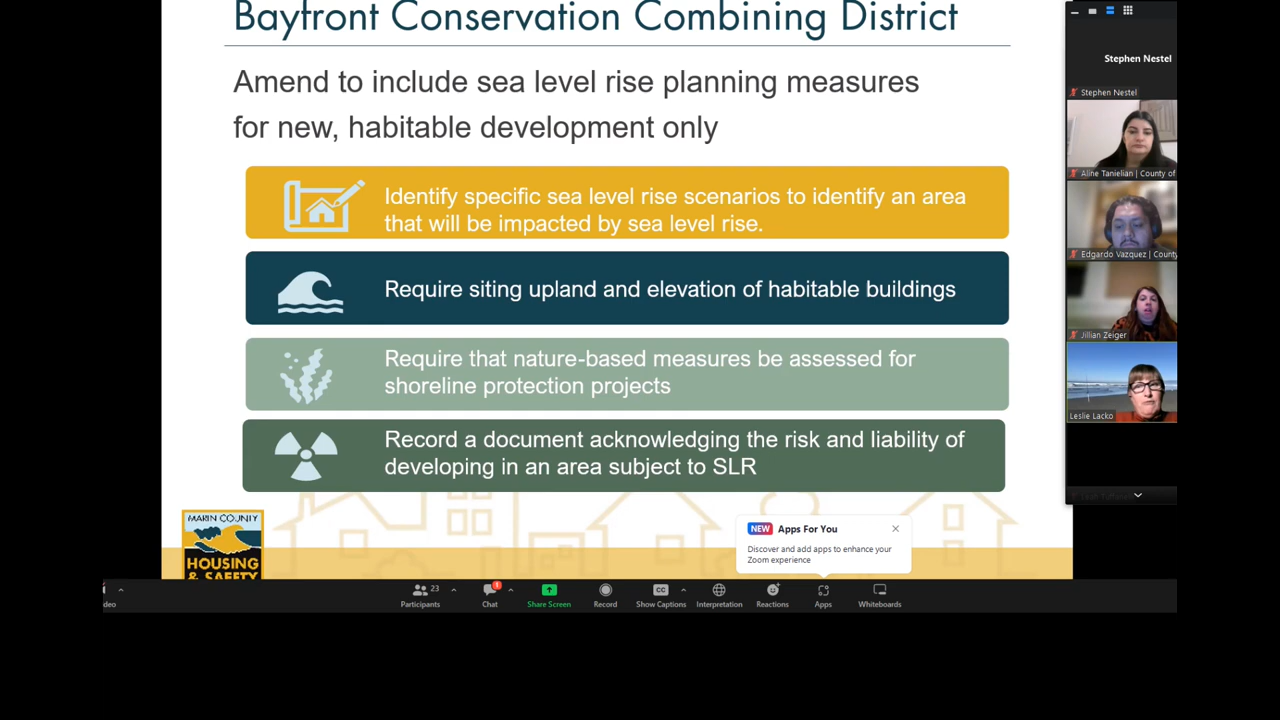 Bayfront Conservation Combining District
Amend to include sea level rise planning measures
for new, habitable development only
Identify specific sea level rise scenarios to identify an area
that will be impacted by sea level rise.
Require siting upland and elevation of habitable buildings
Require that nature-based measures be assessed for
shoreline protection projects
Record a document acknowledging the risk and liability of
developing in an area subject to SLR
MARIN COUNTY
HOUSING
& SAFETY
Stephen Nestel
Stephen Nestel
Aline Tanielian | County of
Edgardo Vazquez | County
Jillian Zeiger
Leslie Lacko
NEW Apps For You
Discover and add apps to enhance your
Zoom experience
deo
23
Participants
1
Chat
Share Screen
Record
CC
Show Captions
Interpretation
Reactions
Apps
Whiteboards